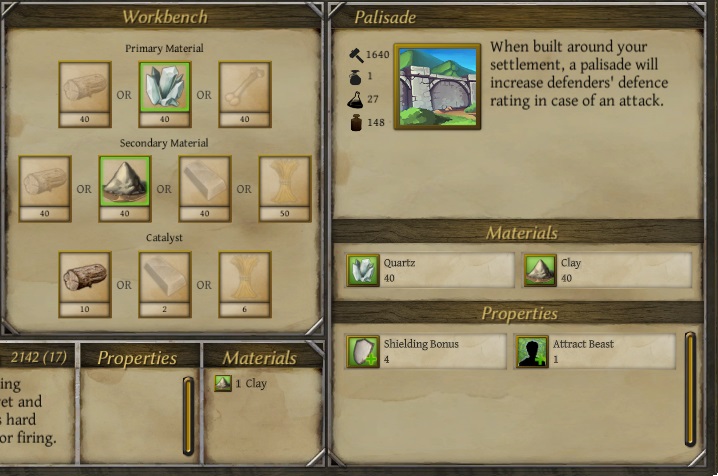 Workbench
Primary Material
40 OR 40 OR 40
Secondary Material
OR OR OR
40 40 40 50
Catalyst
OR OR
10 2 6
2142 (17)
ing
et and
s hard
or firing.
Properties
Materials
1 Clay
Palisade
1640
1
27
148
When built around your
settlement, a palisade will
increase defenders' defence
rating in case of an attack.
Materials
Quartz
40
Clay
40
Properties
Shielding Bonus
4
Attract Beast
1